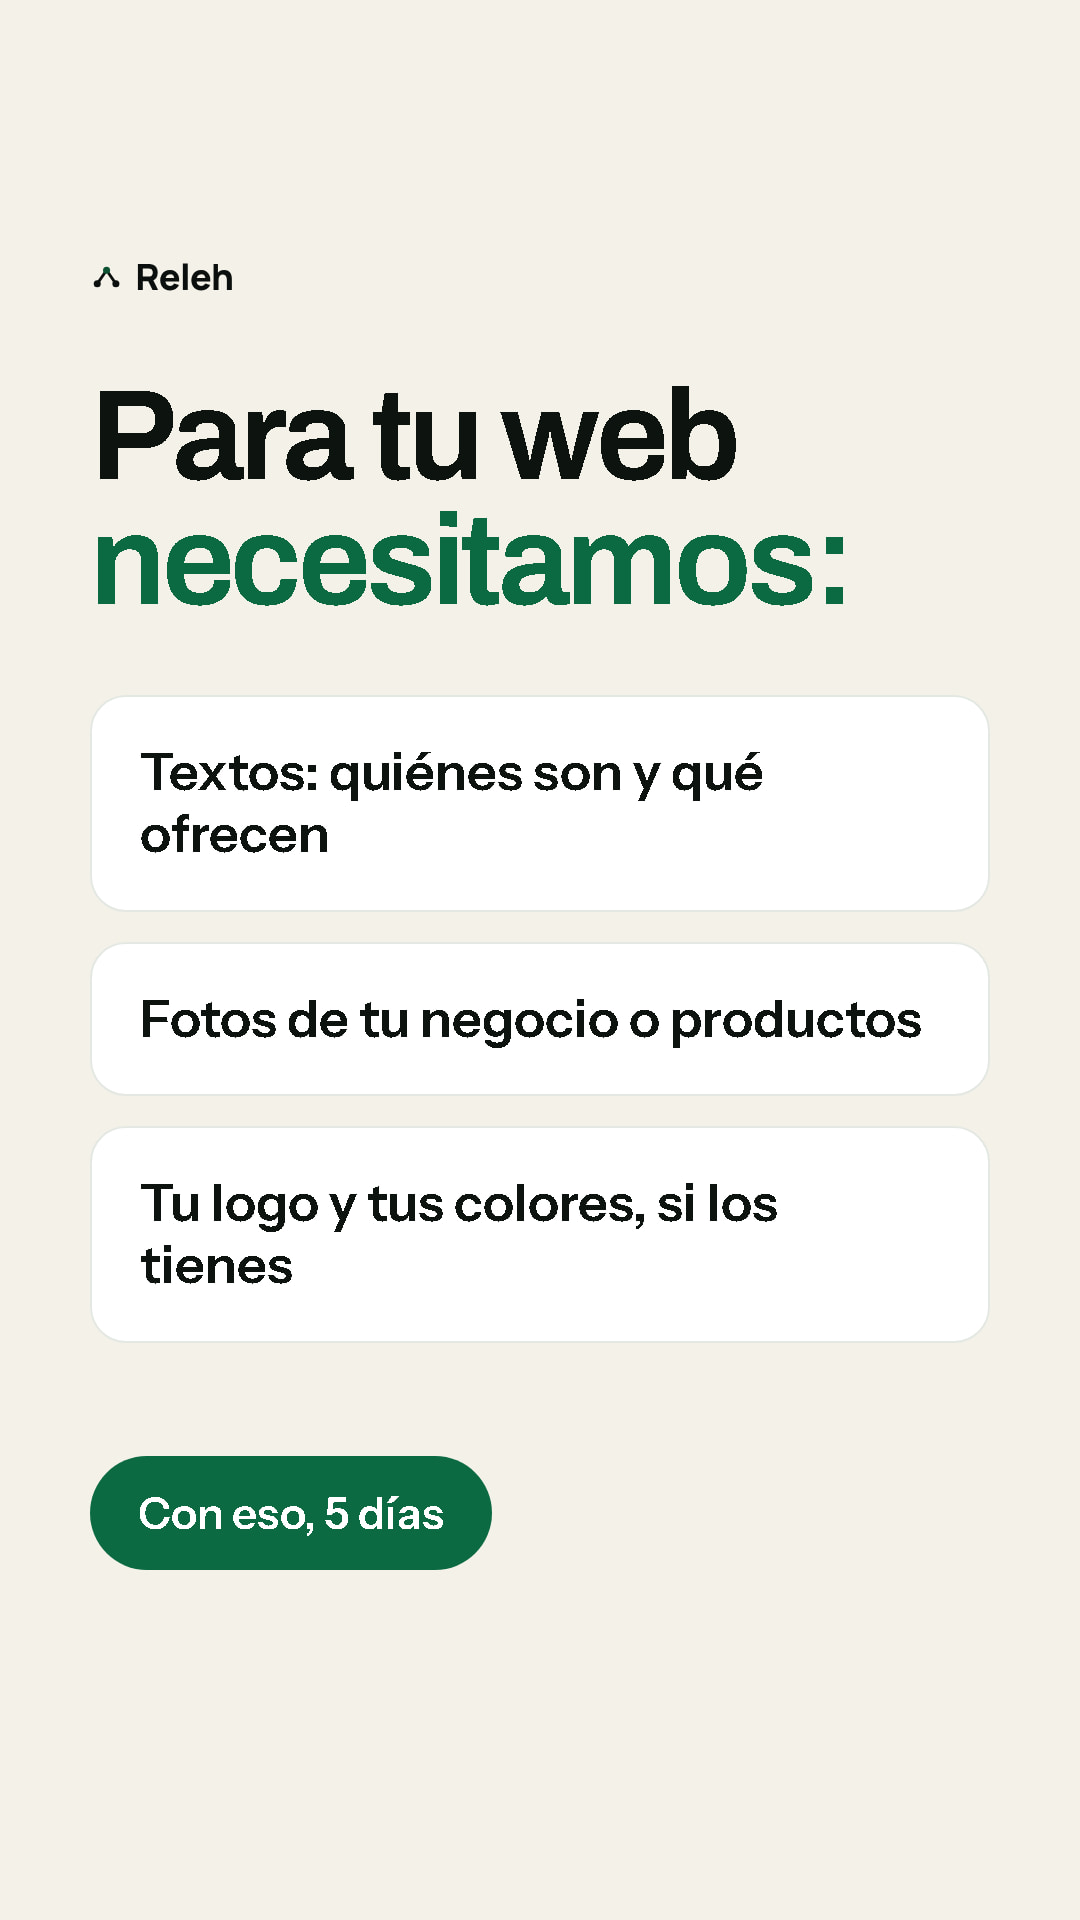 Releh
Para tu web
necesitamos:
Textos: quiénes son y qué
ofrecen
Fotos de tu negocio o productos
Tu logo y tus colores, si los
tienes
Con eso, 5 días